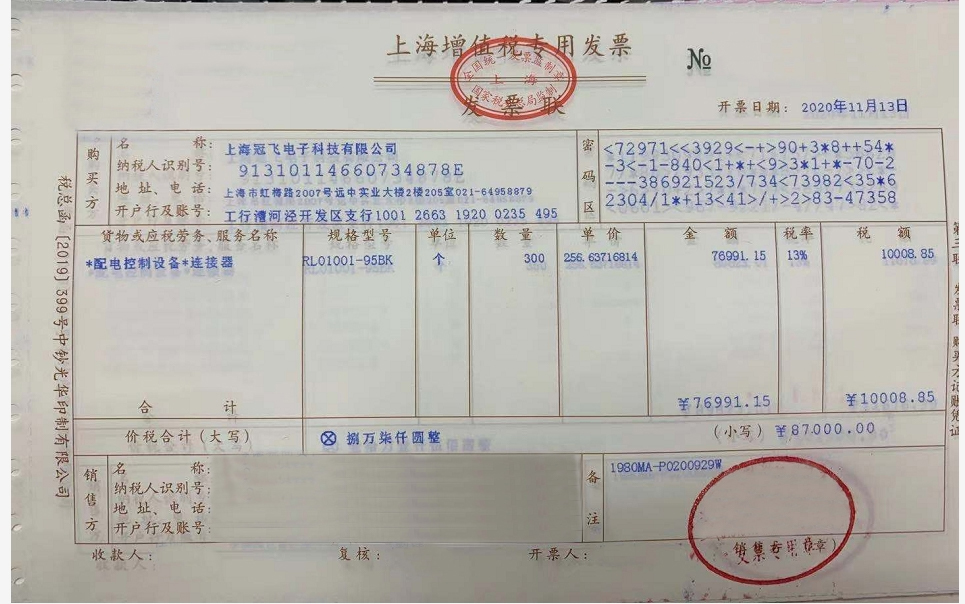 上海增值税专用发票
全国统一发票监制章
上海
国家税务总局监制
发票联
№
开票日期: 2020年11月13日
购买方
名 称: 上海冠飞电子科技有限公司
纳税人识别号: 91310114660734878E
地址、电话: 上海市虹梅路2007号远中实业大楼2楼205室021-64958879
开户行及账号: 工行漕河泾开发区支行1001 2663 1920 0235 495
密码区
<72971<<3929<-+>90+3*8++54*
-3<-1-840<1+*+<9>3*1+*-70-2
---386921523/734<73982<35*6
2304/1*+13<41>/+>2>83-47358
货物或应税劳务、服务名称 规格型号 单位 数量 单价 金额 税率 税额
*配电控制设备*连接器 RL01001-95BK 个 300 256.63716814 76991.15 13% 10008.85
合计 ¥76991.15 ¥10008.85
价税合计(大写) ⊗ 捌万柒仟圆整 (小写) ¥87000.00
销售方
名 称:
纳税人识别号:
地址、电话:
开户行及账号:
备注
1980MA-P0200929W
收款人: 复核: 开票人:
税总函〔2019〕399号中钞光华印制有限公司
第三联 发票联 购买方记账凭证